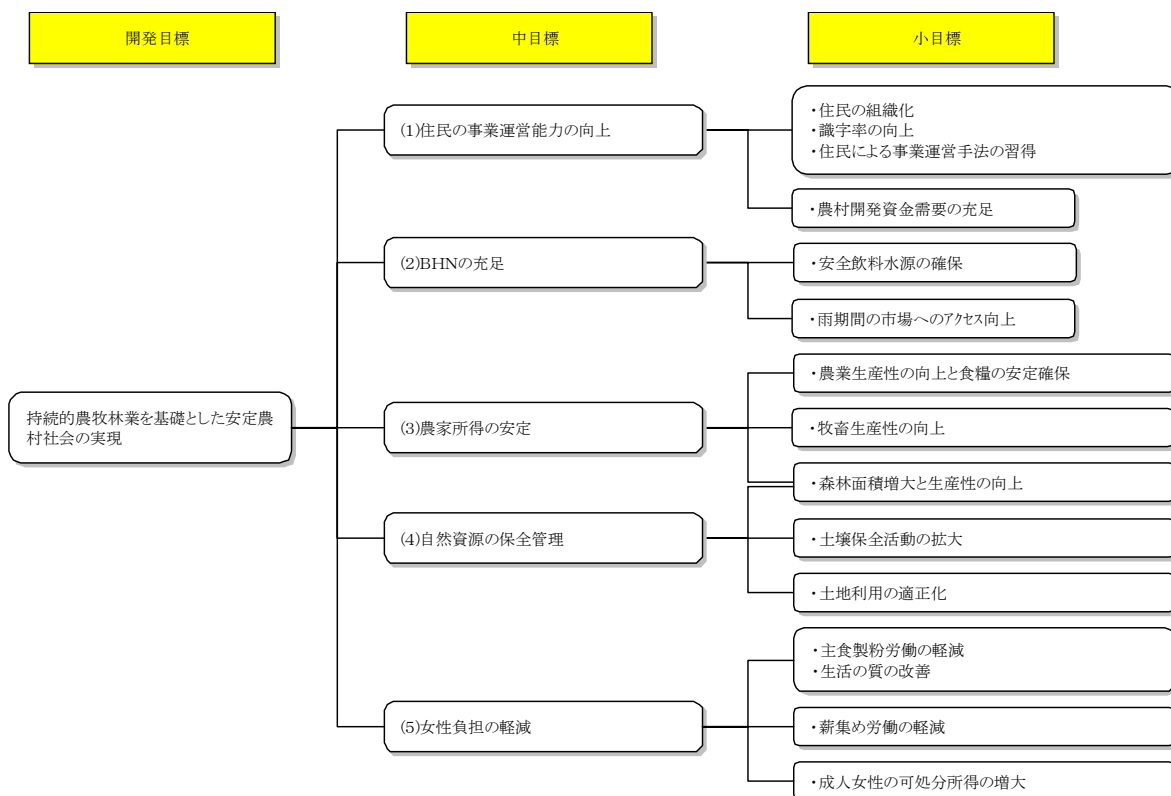 開発目標
中目標
小目標
持続的農牧林業を基礎とした安定農
村社会の実現
(1)住民の事業運営能力の向上
・住民の組織化
・識字率の向上
・住民による事業運営手法の習得
・農村開発資金需要の充足
(2)BHNの充足
・安全飲料水源の確保
・雨期間の市場へのアクセス向上
(3)農家所得の安定
・農業生産性の向上と食糧の安定確保
・牧畜生産性の向上
・森林面積増大と生産性の向上
(4)自然資源の保全管理
・土壌保全活動の拡大
・土地利用の適正化
(5)女性負担の軽減
・主食製粉労働の軽減
・生活の質の改善
・薪集め労働の軽減
・成人女性の可処分所得の増大